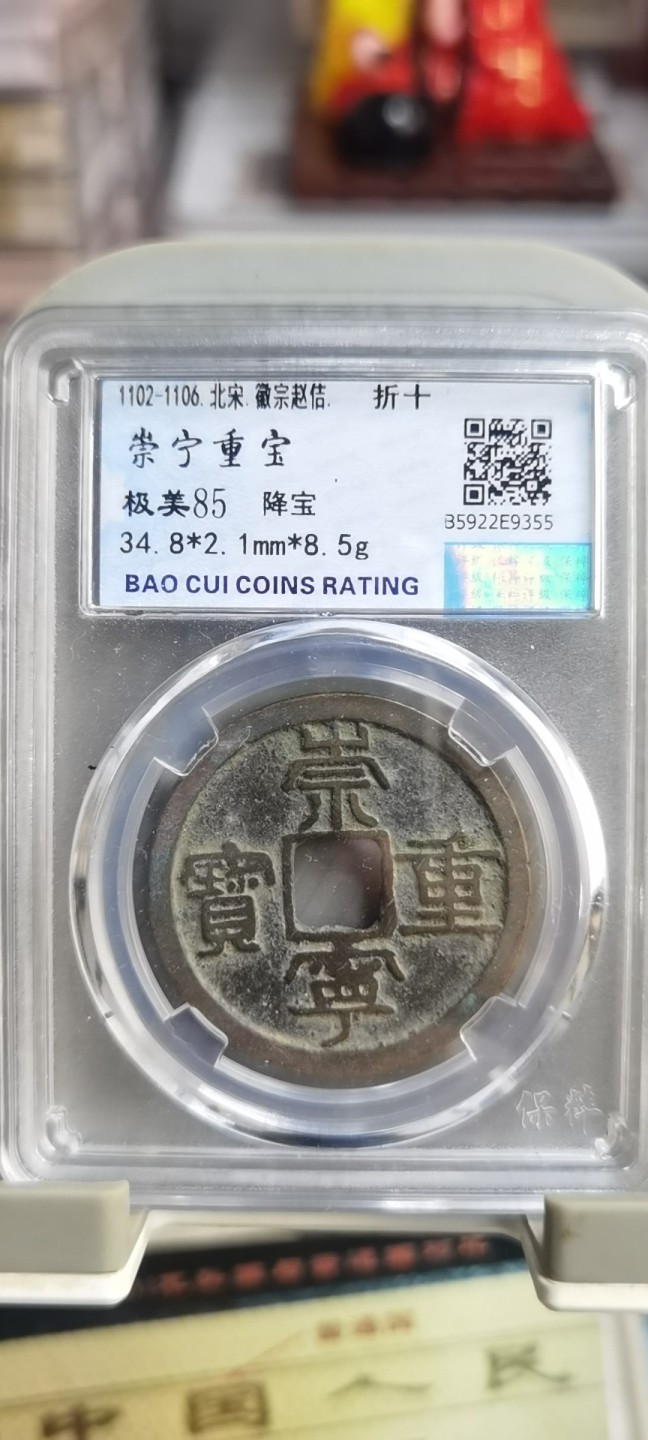 1102-1106.北宋.徽宗赵佶. 折十
崇宁重宝
极美85 降宝
B5922E9355
34.8*2.1mm*8.5g
BAO CUI COINS RATING
崇
寳 重
寧
保粹
中国人民